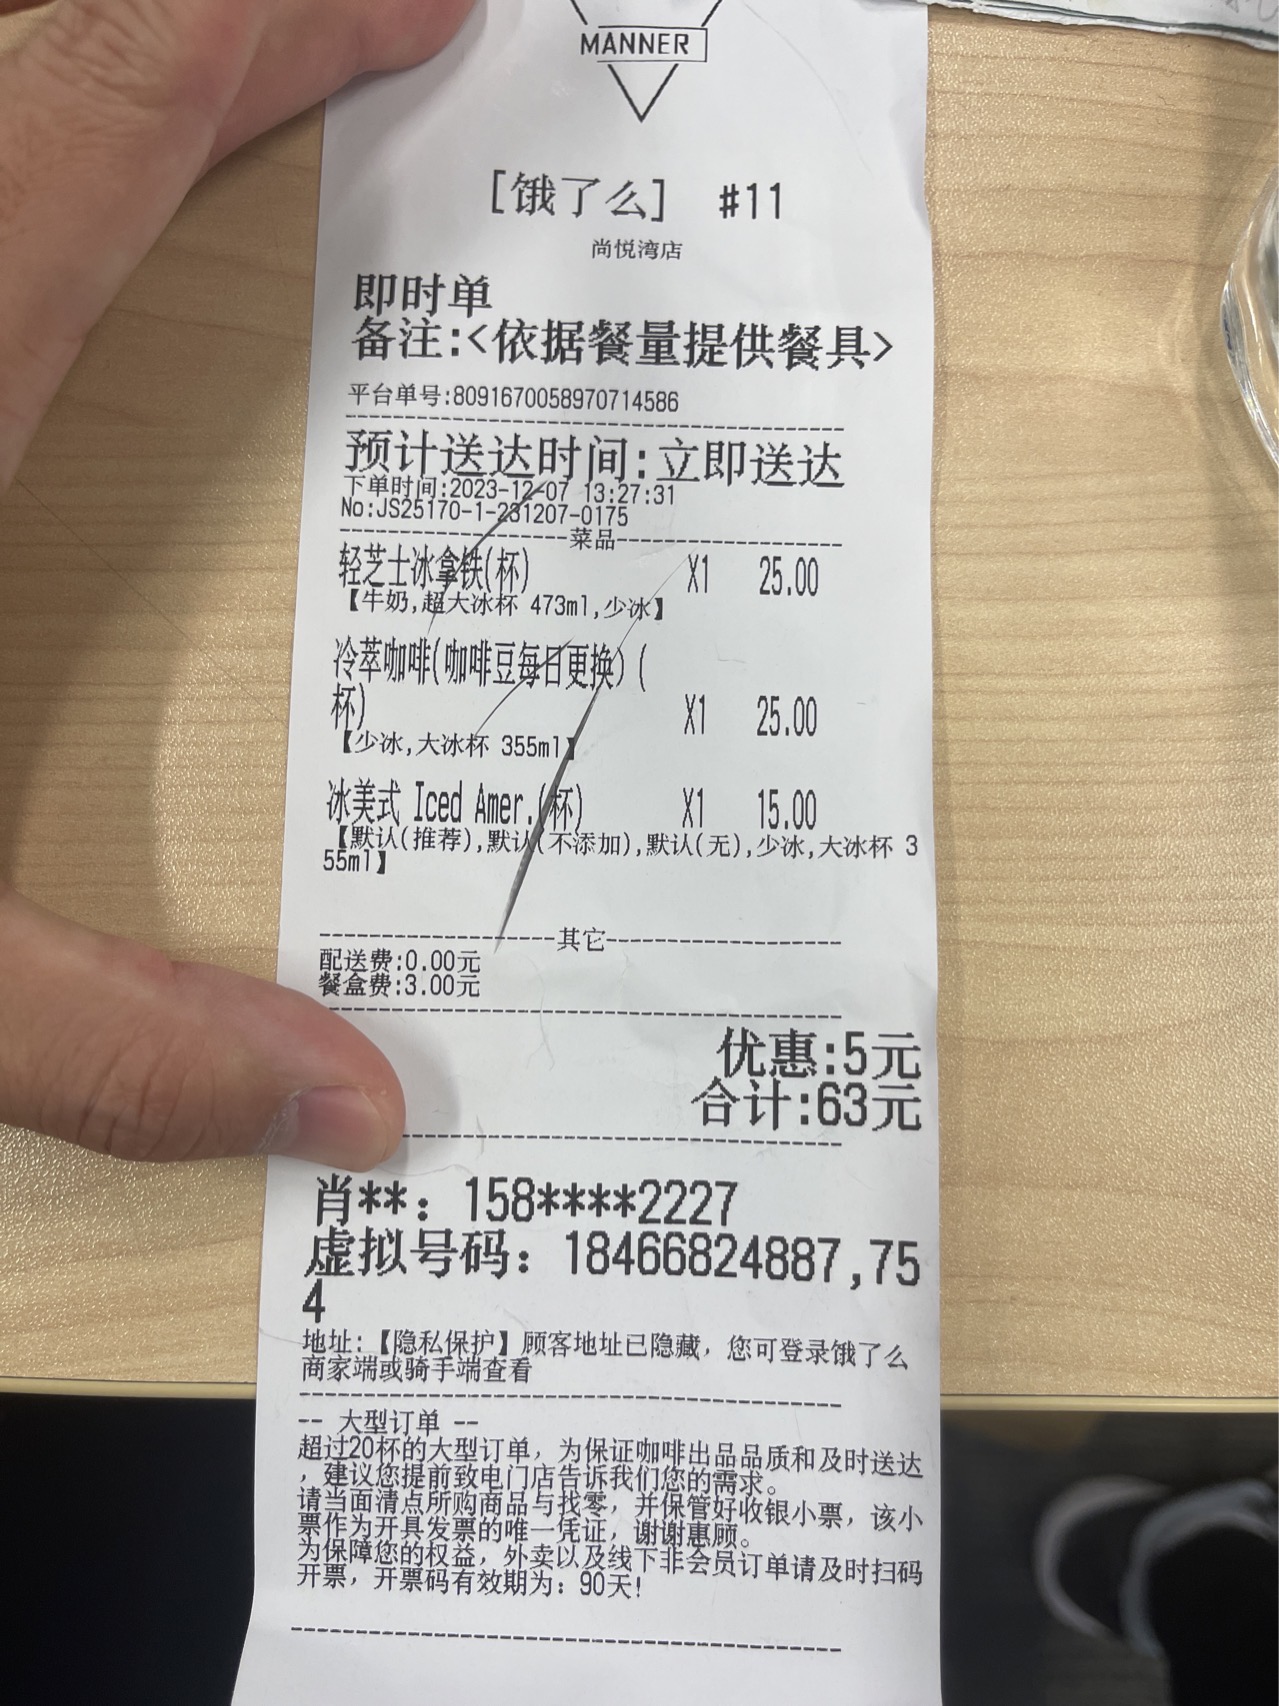 MANNER
[饿了么] #11
尚悦湾店
即时单
备注:<依据餐量提供餐具>
平台单号:8091670058970714586
预计送达时间:立即送达
下单时间:2023-12-07 13:27:31
No:JS25170-1-231207-0175
菜品
轻芝士冰拿铁(杯) X1 25.00
【牛奶,超大冰杯 473ml,少冰】
冷萃咖啡(咖啡豆每日更换)(
杯) X1 25.00
【少冰,大冰杯 355ml】
冰美式 Iced Amer.(杯) X1 15.00
【默认(推荐),默认(不添加),默认(无),少冰,大冰杯 3
55ml】
其它
配送费:0.00元
餐盒费:3.00元
优惠:5元
合计:63元
肖**: 158****2227
虚拟号码: 18466824887,75
4
地址:【隐私保护】顾客地址已隐藏, 您可登录饿了么
商家端或骑手端查看
-- 大型订单 --
超过20杯的大型订单, 为保证咖啡出品品质和及时送达
, 建议您提前致电门店告诉我们您的需求。
请当面清点所购商品与找零, 并保管好收银小票, 该小
票作为开具发票的唯一凭证, 谢谢惠顾。
为保障您的权益, 外卖以及线下非会员订单请及时扫码
开票, 开票码有效期为: 90天!